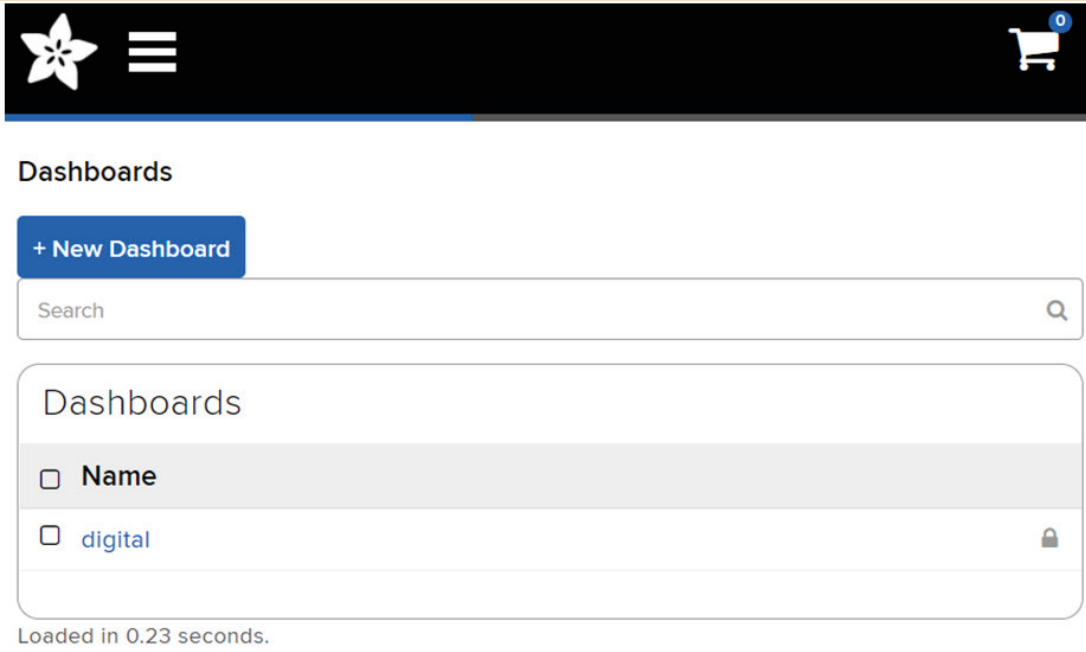 0
Dashboards
+ New Dashboard
Search
Dashboards
Name
digital
Loaded in 0.23 seconds.